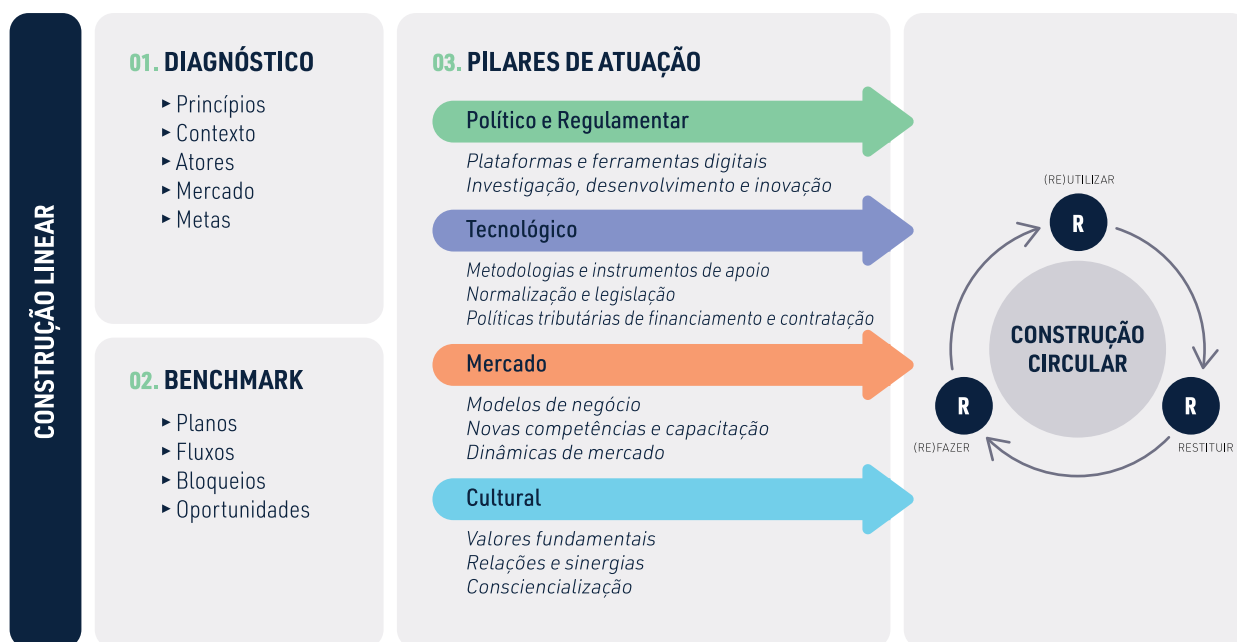 CONSTRUÇÃO LINEAR
01. DIAGNÓSTICO
▸ Princípios
▸ Contexto
▸ Atores
▸ Mercado
▸ Metas
02. BENCHMARK
▸ Planos
▸ Fluxos
▸ Bloqueios
▸ Oportunidades
03. PILARES DE ATUAÇÃO
Político e Regulamentar
Plataformas e ferramentas digitais
Investigação, desenvolvimento e inovação
Tecnológico
Metodologias e instrumentos de apoio
Normalização e legislação
Políticas tributárias de financiamento e contratação
Mercado
Modelos de negócio
Novas competências e capacitação
Dinâmicas de mercado
Cultural
Valores fundamentais
Relações e sinergias
Consciencialização
(RE)UTILIZAR
R
CONSTRUÇÃO
CIRCULAR
R
(RE)FAZER
R
RESTITUIR